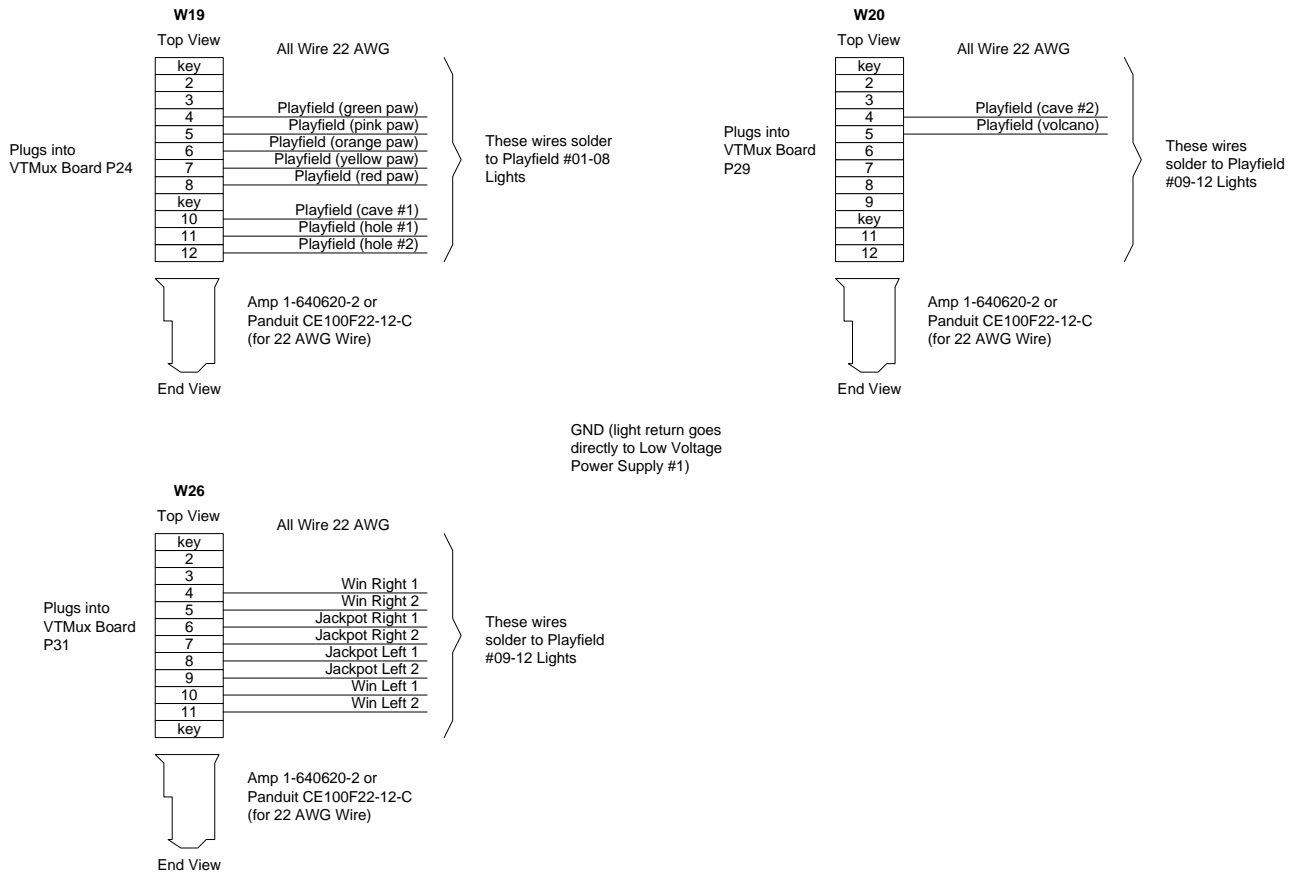 W19
Top View
All Wire 22 AWG
key
2
3
4
5
6
7
8
key
10
11
12
Playfield (green paw)
Playfield (pink paw)
Playfield (orange paw)
Playfield (yellow paw)
Playfield (red paw)
Playfield (cave #1)
Playfield (hole #1)
Playfield (hole #2)
Plugs into
VTMux Board P24
These wires solder
to Playfield #01-08
Lights
Amp 1-640620-2 or
Panduit CE100F22-12-C
(for 22 AWG Wire)
End View
W20
Top View
All Wire 22 AWG
key
2
3
4
5
6
7
8
9
key
11
12
Playfield (cave #2)
Playfield (volcano)
Plugs into
VTMux Board
P29
These wires
solder to Playfield
#09-12 Lights
Amp 1-640620-2 or
Panduit CE100F22-12-C
(for 22 AWG Wire)
End View
GND (light return goes
directly to Low Voltage
Power Supply #1)
W26
Top View
All Wire 22 AWG
key
2
3
4
5
6
7
8
9
10
11
key
Win Right 1
Win Right 2
Jackpot Right 1
Jackpot Right 2
Jackpot Left 1
Jackpot Left 2
Win Left 1
Win Left 2
Plugs into
VTMux Board
P31
These wires
solder to Playfield
#09-12 Lights
Amp 1-640620-2 or
Panduit CE100F22-12-C
(for 22 AWG Wire)
End View